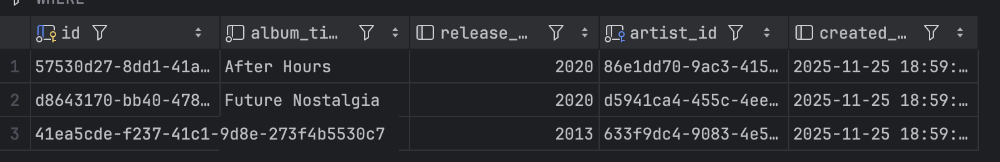 WHERE
id album_ti… release_… artist_id created_…
1 57530d27-8dd1-41a… After Hours 2020 86e1dd70-9ac3-415… 2025-11-25 18:59:…
2 d8643170-bb40-478… Future Nostalgia 2020 d5941ca4-455c-4ee… 2025-11-25 18:59:…
3 41ea5cde-f237-41c1-9d8e-273f4b5530c7 2013 633f9dc4-9083-4e5… 2025-11-25 18:59:…